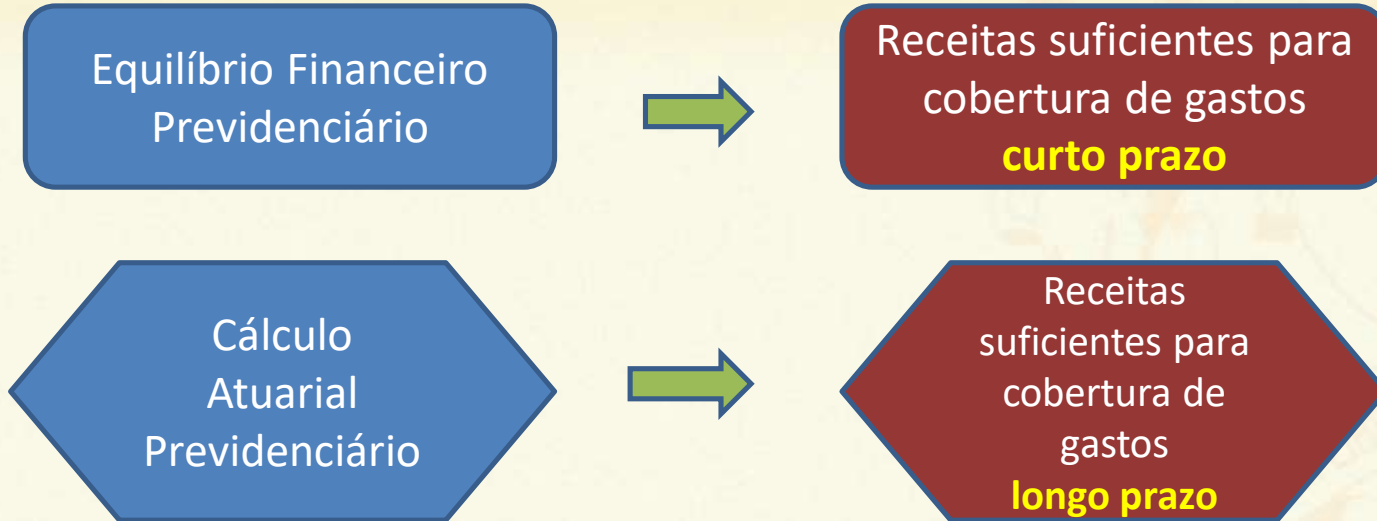 Equilíbrio Financeiro
Previdenciário
Receitas suficientes para
cobertura de gastos
curto prazo
Cálculo
Atuarial
Previdenciário
Receitas
suficientes para
cobertura de
gastos
longo prazo